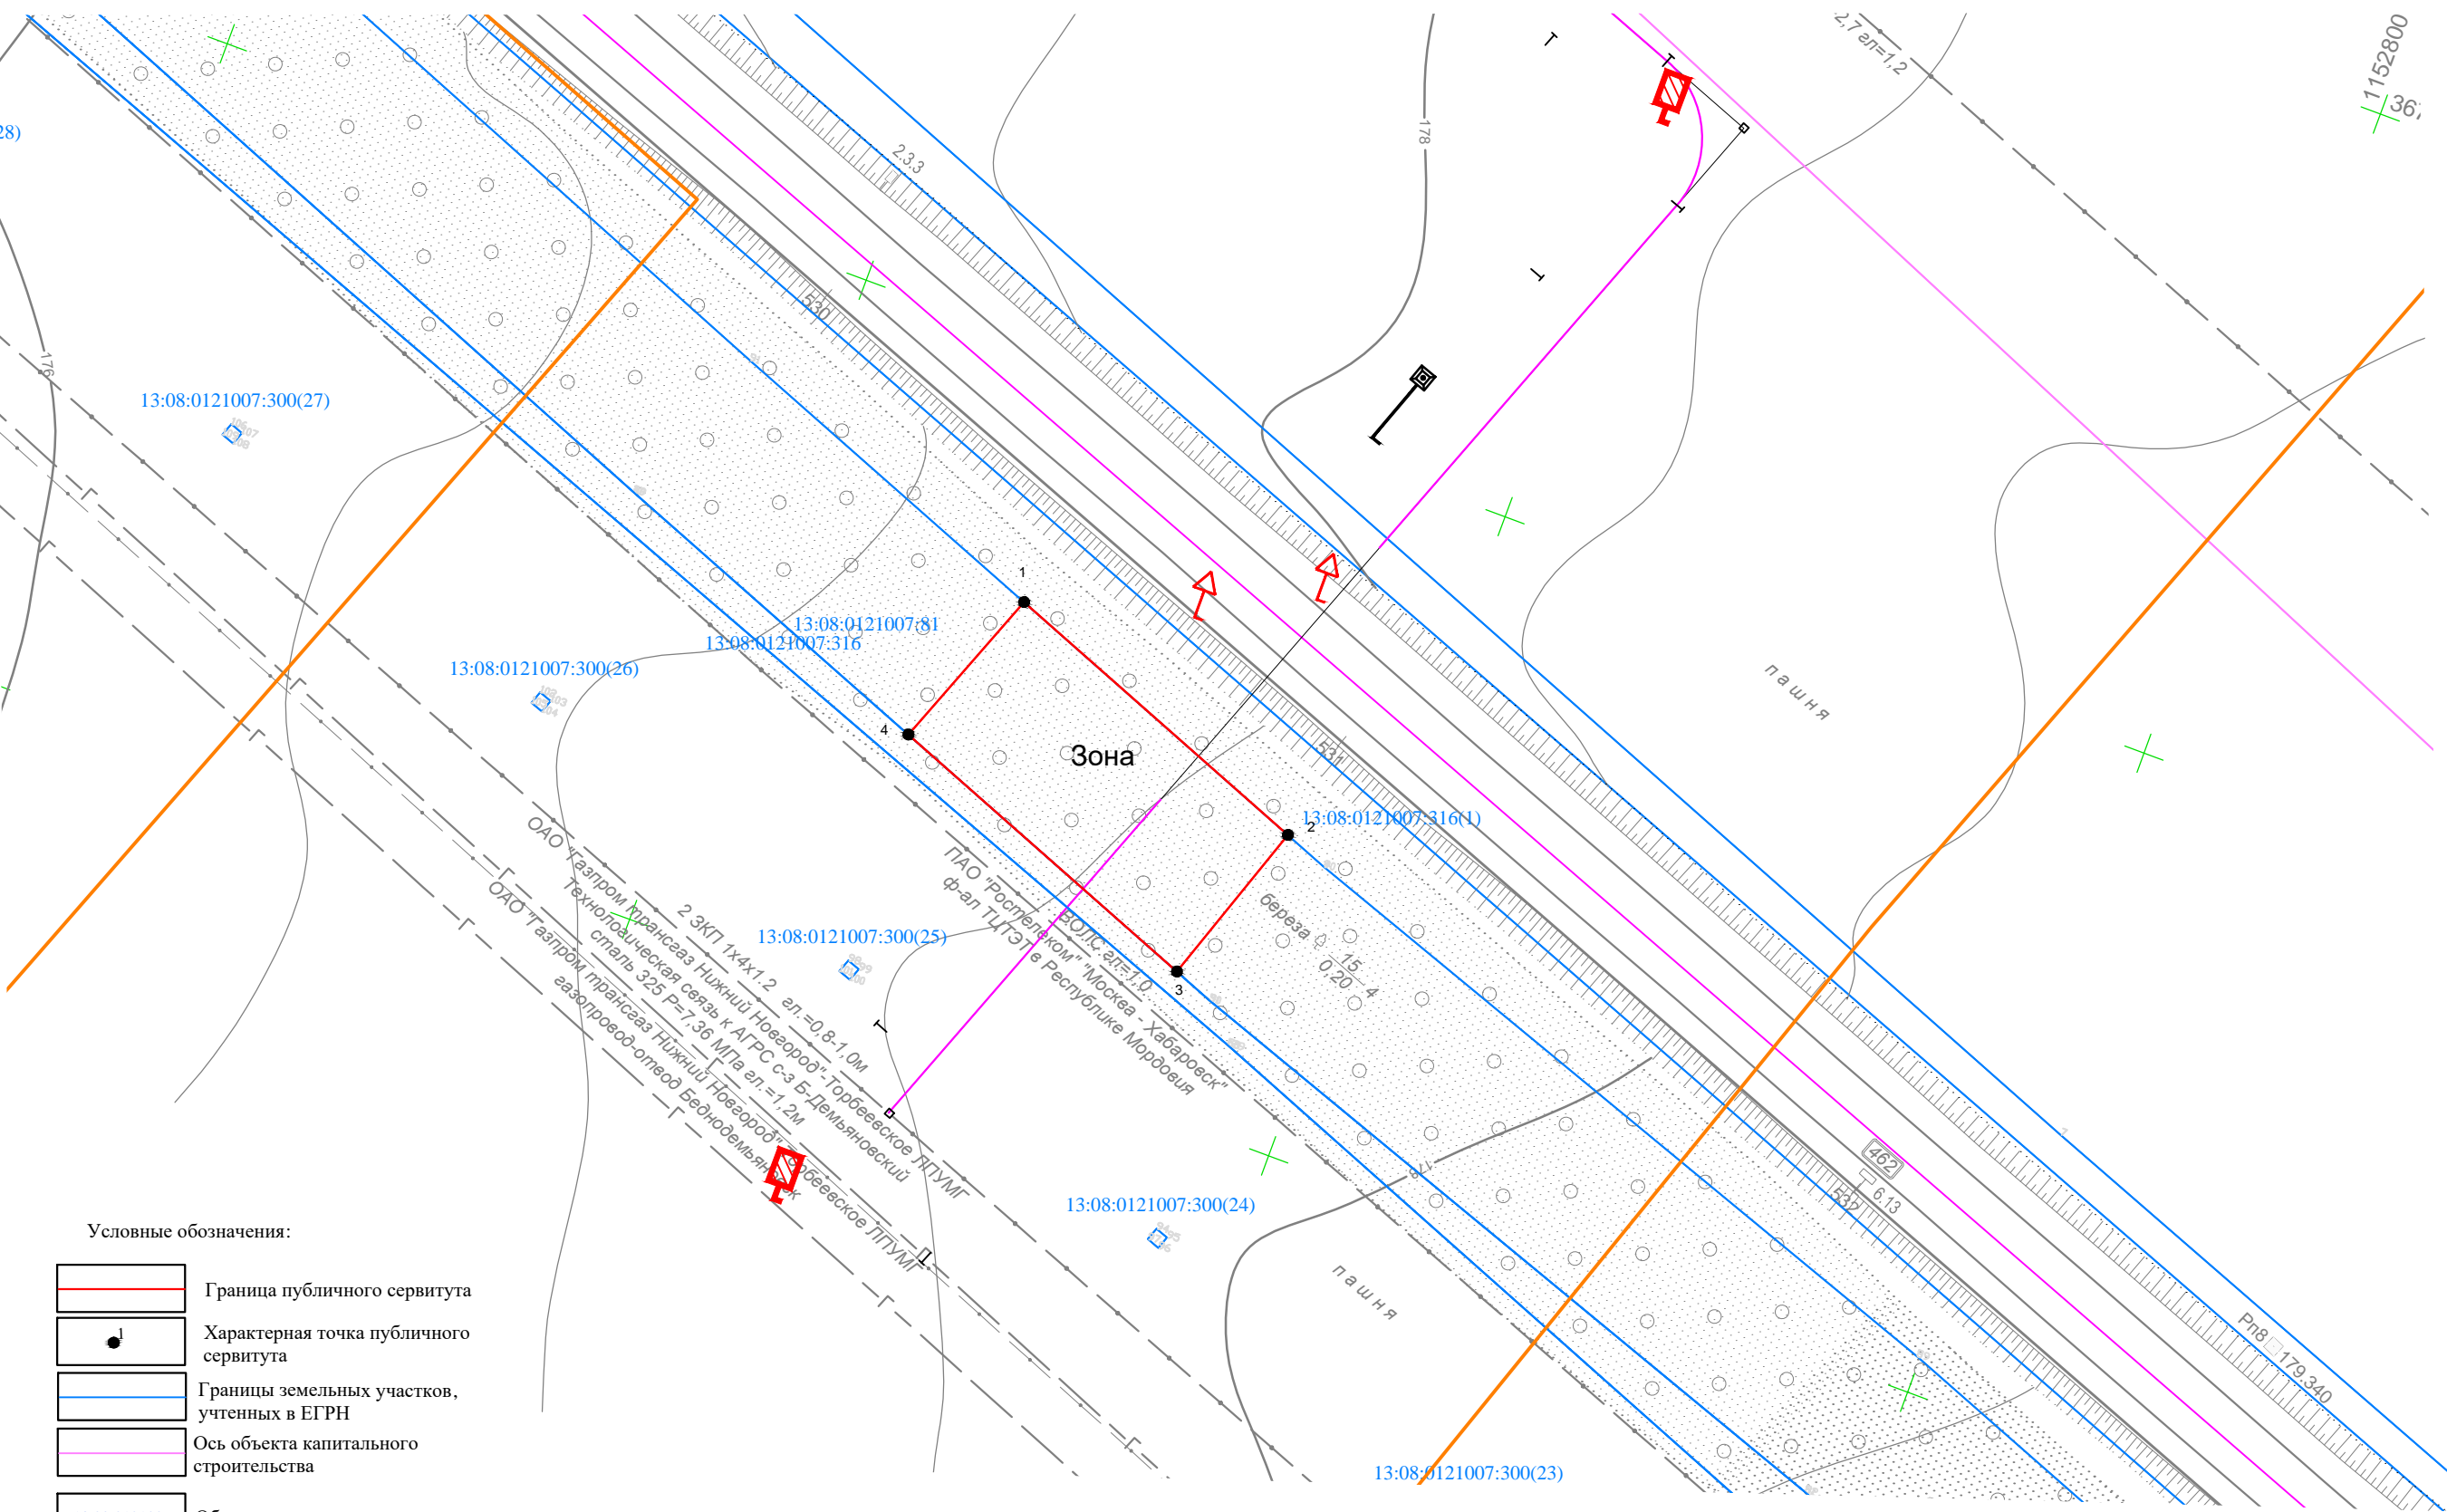 2,7 гл=1,2
1152800
28)
178
2.3.3
530
176
13:08:0121007:300(27)
1
13:08:0121007:81
13:08:0121007:316
13:08:0121007:300(26)
пашня
4
Зона
531
13:08:0121007:316(1)
2
ОАО "Газпром трансгаз Нижний Новгород"-Торбеевское ЛПУМГ
2 ЗКП 1х4х1.2 гл.=0,8-1,0м
Технологическая связь к АГРС с-з Б-Демьяновский
сталь 325 Р=7,36 МПа гл.=1,2м
ОАО "Газпром трансгаз Нижний Новгород"-Торбеевское ЛПУМГ
газопровод-отвод Беднодемьяновск
13:08:0121007:300(25)
ПАО "Ростелеком" "Москва - Хабаровск"
ф-ал ТЦТЭТ в Республике Мордовия
ВОЛС гл=1,0
береза
15
0,20
4
3
178
462
532
6.13
13:08:0121007:300(24)
пашня
Рп8
179.340
13:08:0121007:300(23)
Условные обозначения:
Граница публичного сервитута
1
Характерная точка публичного
сервитута
Границы земельных участков,
учтенных в ЕГРН
Ось объекта капитального
строительства